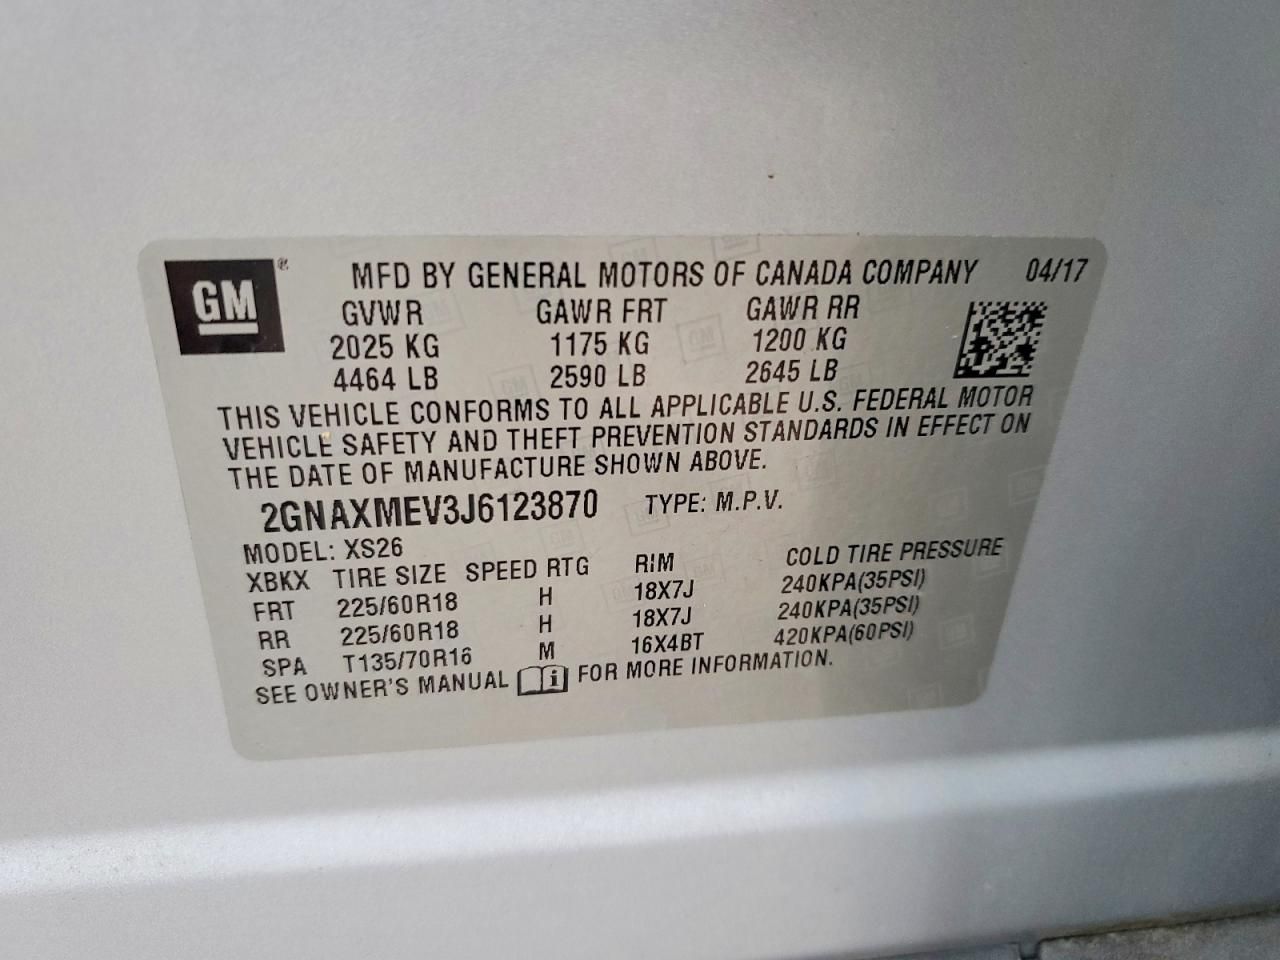 GM® MFD BY GENERAL MOTORS OF CANADA COMPANY 04/17
GVWR GAWR FRT GAWR RR
2025 KG 1175 KG 1200 KG
4464 LB 2590 LB 2645 LB
THIS VEHICLE CONFORMS TO ALL APPLICABLE U.S. FEDERAL MOTOR
VEHICLE SAFETY AND THEFT PREVENTION STANDARDS IN EFFECT ON
THE DATE OF MANUFACTURE SHOWN ABOVE.
2GNAXMEV3J6123870 TYPE: M.P.V.
MODEL: XS26
XBKX TIRE SIZE SPEED RTG RIM COLD TIRE PRESSURE
FRT 225/60R18 H 18X7J 240KPA(35PSI)
RR 225/60R18 H 18X7J 240KPA(35PSI)
SPA T135/70R16 M 16X4BT 420KPA(60PSI)
SEE OWNER'S MANUAL i FOR MORE INFORMATION.